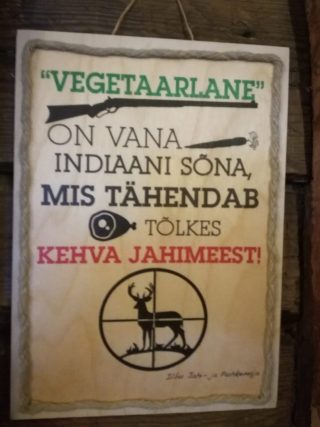 "VEGETAARLANE"
ON VANA
INDIAANI SÕNA,
MIS TÄHENDAB
TÕLKES
KEHVA JAHIMEEST!